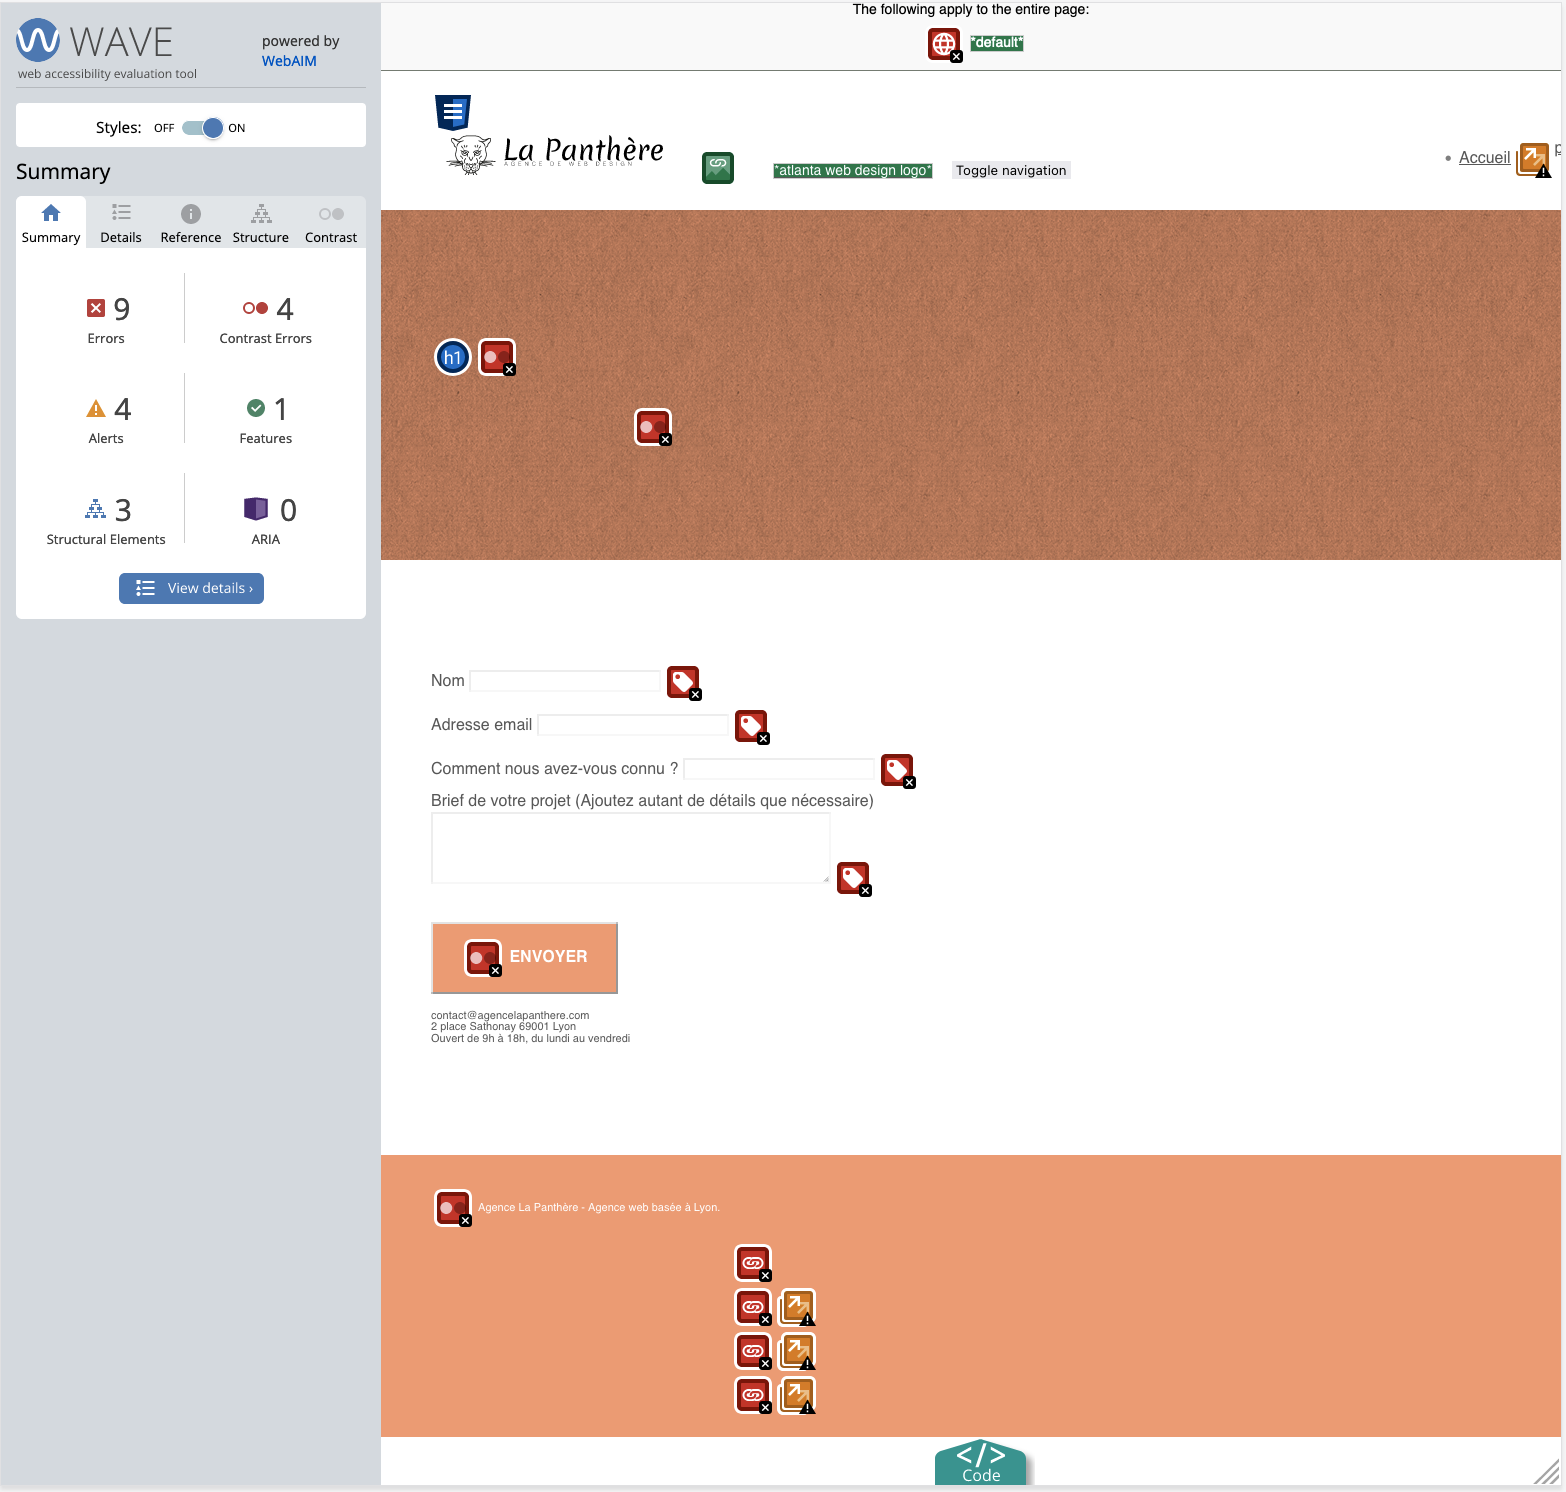 WAVE
web accessibility evaluation tool
powered by
WebAIM
Styles: OFF ON
Summary
Summary Details Reference Structure Contrast
9
Errors
4
Contrast Errors
4
Alerts
1
Features
3
Structural Elements
0
ARIA
View details ›
The following apply to the entire page:
*default*
La Panthère
AGENCE DE WEB DESIGN
*atlanta web design logo*
Toggle navigation
• Accueil
h1
Nom
Adresse email
Comment nous avez-vous connu ?
Brief de votre projet (Ajoutez autant de détails que nécessaire)
ENVOYER
contact@agencelapanthere.com
2 place Sathonay 69001 Lyon
Ouvert de 9h à 18h, du lundi au vendredi
Agence La Panthère - Agence web basée à Lyon.
</>
Code